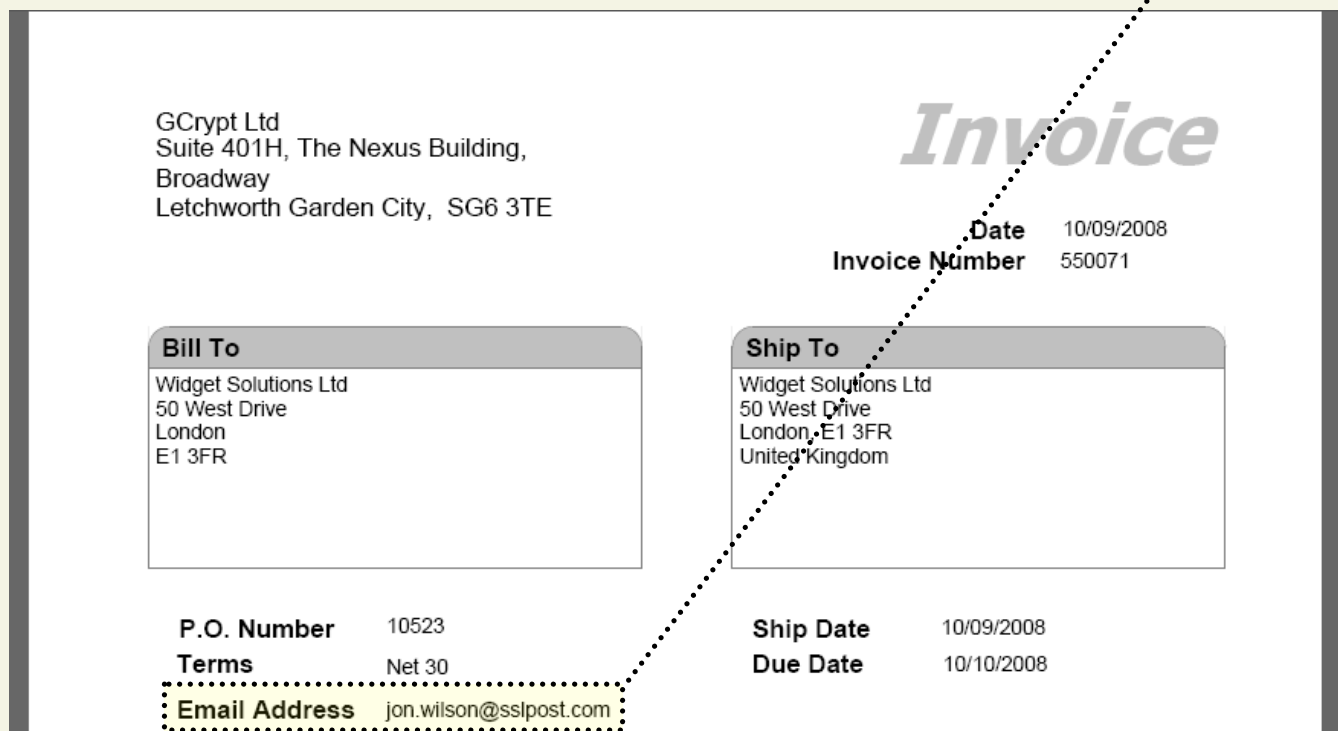 GCrypt Ltd
Suite 401H, The Nexus Building,
Broadway
Letchworth Garden City, SG6 3TE
Invoice
Date 10/09/2008
Invoice Number 550071
Bill To
Widget Solutions Ltd
50 West Drive
London
E1 3FR
Ship To
Widget Solutions Ltd
50 West Drive
London, E1 3FR
United Kingdom
P.O. Number 10523
Terms Net 30
Email Address jon.wilson@sslpost.com
Ship Date 10/09/2008
Due Date 10/10/2008